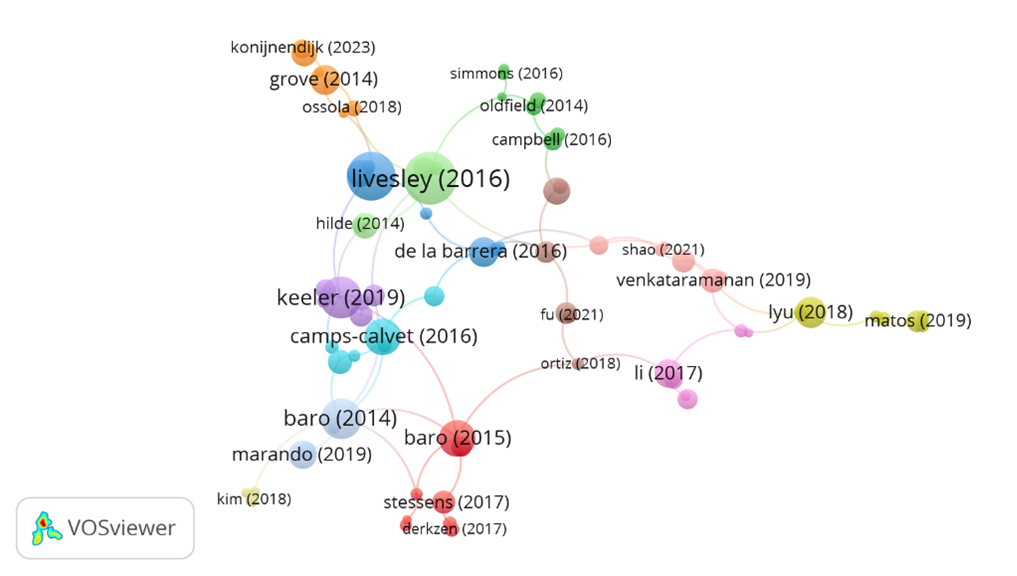 konijnendijk (2023)
grove (2014)
simmons (2016)
ossola (2018)
oldfield (2014)
campbell (2016)
livesley (2016)
hilde (2014)
de la barrera (2016)
shao (2021)
venkataramanan (2019)
keeler (2019)
fu (2021)
lyu (2018)
matos (2019)
camps-calvet (2016)
ortiz (2018)
li (2017)
baro (2014)
baro (2015)
marando (2019)
kim (2018)
stessens (2017)
derkzen (2017)
VOSviewer